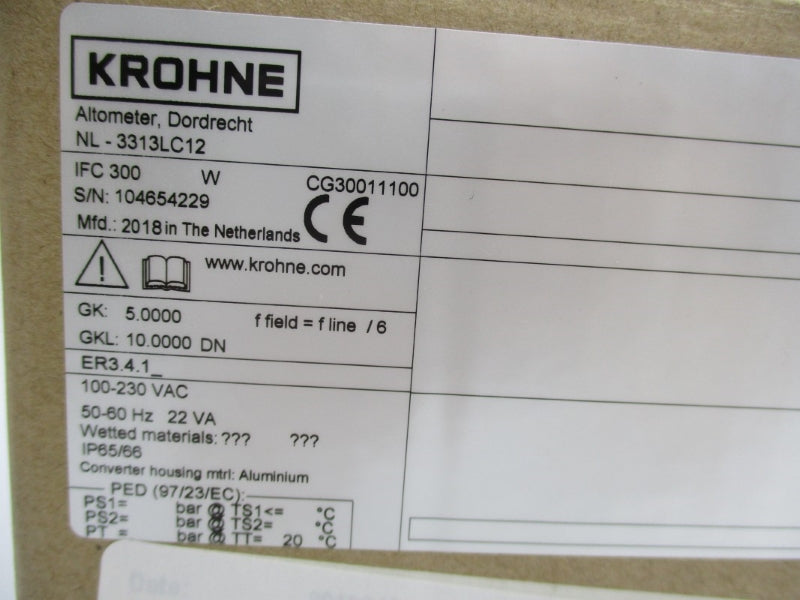 KROHNE
Altometer, Dordrecht
NL - 3313LC12
IFC 300 W CG30011100
S/N: 104654229
Mfd.: 2018 in The Netherlands CE
www.krohne.com
GK: 5.0000 f field = f line / 6
GKL: 10.0000 DN
ER3.4.1_
100-230 VAC
50-60 Hz 22 VA
Wetted materials: ??? ???
IP65/66
Converter housing mtrl: Aluminium
PED (97/23/EC):
PS1= bar @ TS1<= °C
PS2= bar @ TS2= °C
PT = bar @ TT= 20 °C
Date: